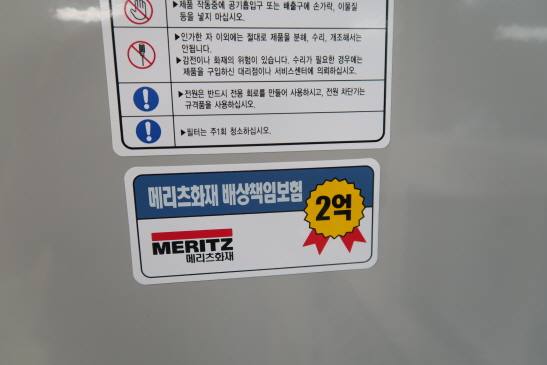 ▶제품 작동중에 공기흡입구 또는 배출구에 손가락, 이물질
등을 넣지 마십시오.
▶인가한 자 이외에는 절대로 제품을 분해, 수리, 개조해서는
안됩니다.
▶감전이나 화재의 위험이 있습니다. 수리가 필요한 경우에는
제품을 구입하신 대리점이나 서비스센터에 의뢰하십시오.
▶전원은 반드시 전용 회로를 만들어 사용하시고, 전원 차단기는
규격품을 사용하십시오.
▶필터는 주1회 청소하십시오.
메리츠화재 배상책임보험
2억
MERITZ
메리츠화재